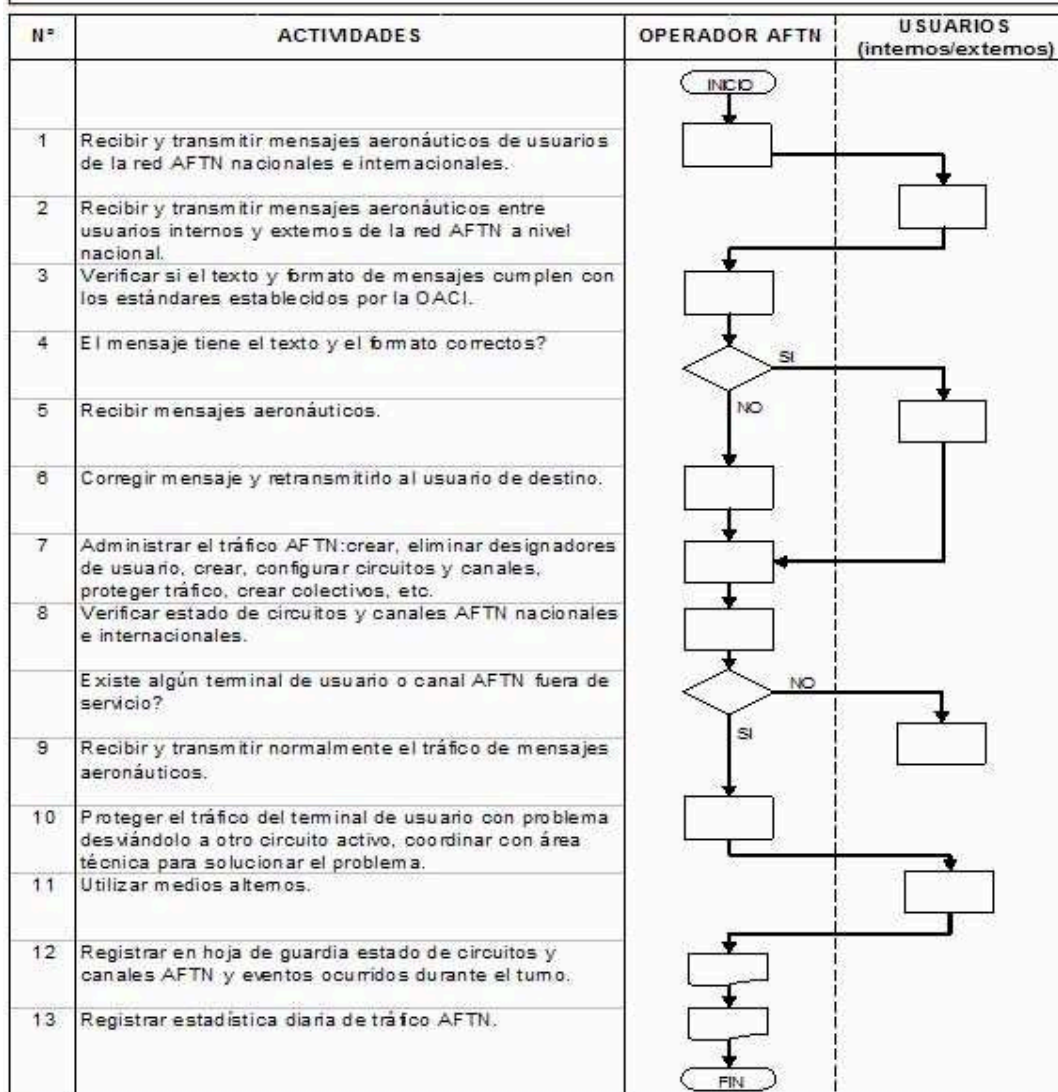 N°
ACTIVIDADES
OPERADOR AFTN
USUARIOS
(internos/externos)
INICIO
1
Recibir y transmitir mensajes aeronáuticos de usuarios
de la red AFTN nacionales e internacionales.
2
Recibir y transmitir mensajes aeronáuticos entre
usuarios internos y externos de la red AFTN a nivel
nacional.
3
Verificar si el texto y formato de mensajes cumplen con
los estándares establecidos por la OACI.
4
El mensaje tiene el texto y el formato correctos?
SI
NO
5
Recibir mensajes aeronáuticos.
6
Corregir mensaje y retransmitirlo al usuario de destino.
7
Administrar el tráfico AFTN:crear, eliminar designadores
de usuario, crear, configurar circuitos y canales,
proteger tráfico, crear colectivos, etc.
8
Verificar estado de circuitos y canales AFTN nacionales
e internacionales.
Existe algún terminal de usuario o canal AFTN fuera de
servicio?
NO
SI
9
Recibir y transmitir normalmente el tráfico de mensajes
aeronáuticos.
10
Proteger el tráfico del terminal de usuario con problema
desviándolo a otro circuito activo, coordinar con área
técnica para solucionar el problema.
11
Utilizar medios alternos.
12
Registrar en hoja de guardia estado de circuitos y
canales AFTN y eventos ocurridos durante el turno.
13
Registrar estadística diaria de tráfico AFTN.
FIN